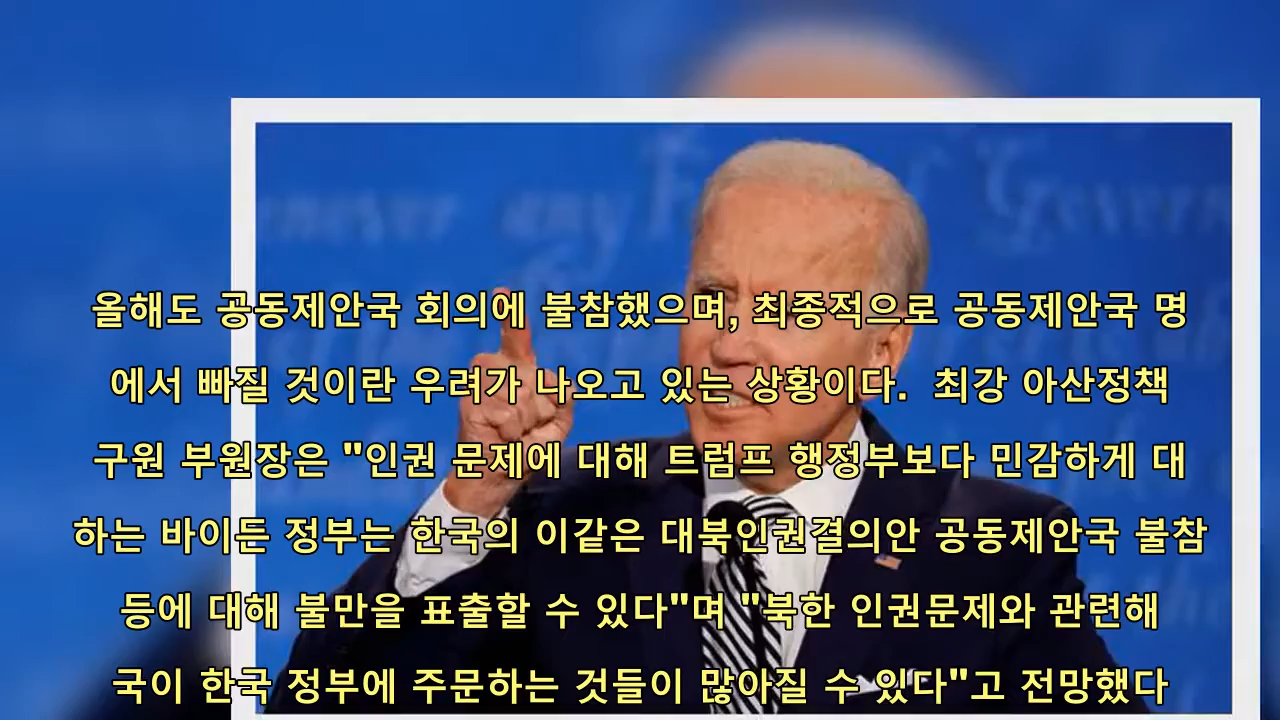 enever any F Govern
올해도 공동제안국 회의에 불참했으며, 최종적으로 공동제안국 명
에서 빠질 것이란 우려가 나오고 있는 상황이다. 최강 아산정책
구원 부원장은 "인권 문제에 대해 트럼프 행정부보다 민감하게 대
하는 바이든 정부는 한국의 이같은 대북인권결의안 공동제안국 불참
등에 대해 불만을 표출할 수 있다"며 "북한 인권문제와 관련해
국이 한국 정부에 주문하는 것들이 많아질 수 있다"고 전망했다